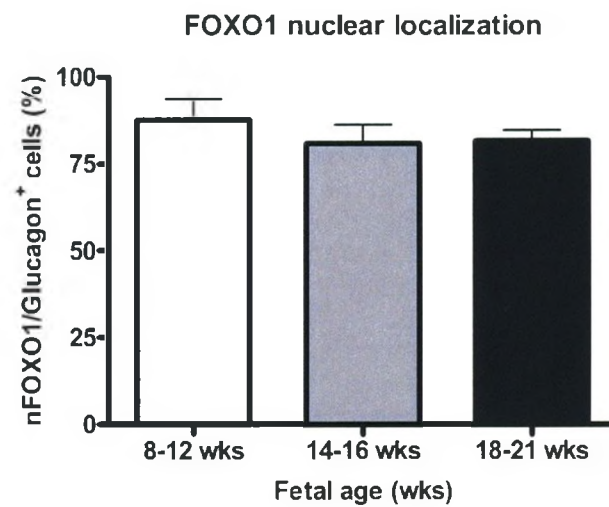 FOXO1 nuclear localization
nFOXO1/Glucagon⁺ cells (%)
100
75
50
25
0
8-12 wks
14-16 wks
18-21 wks
Fetal age (wks)